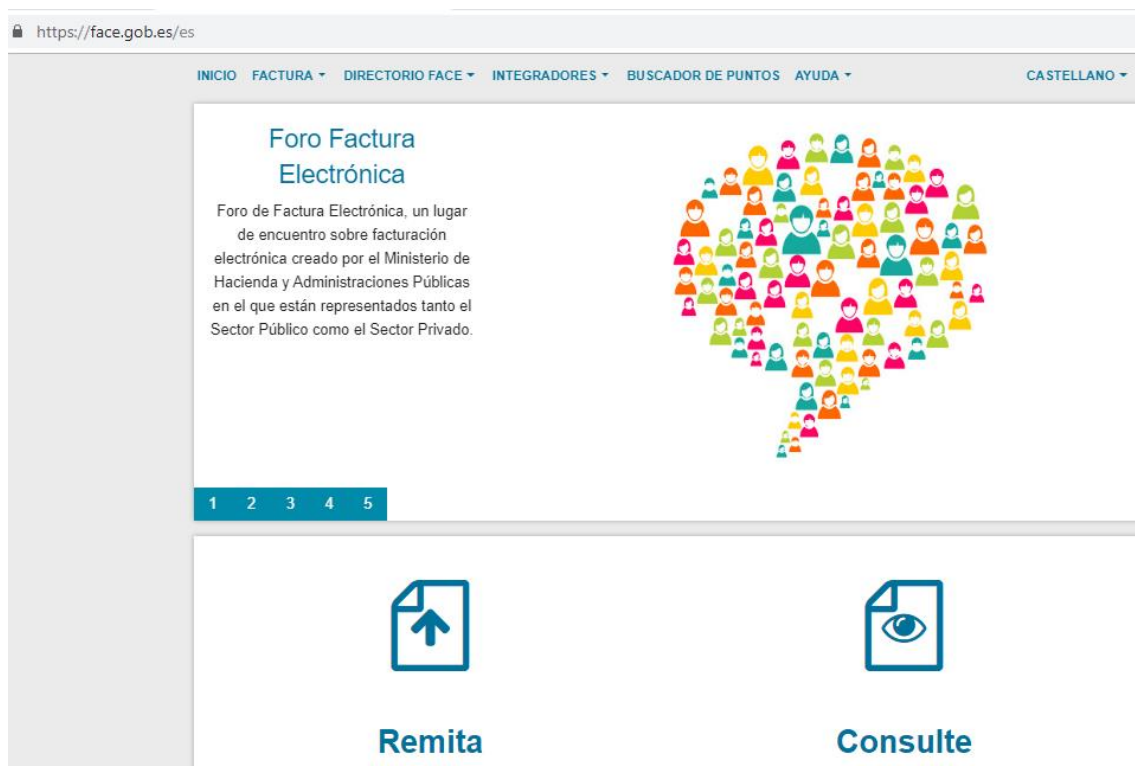 https://face.gob.es/es
INICIO FACTURA DIRECTORIO FACE INTEGRADORES BUSCADOR DE PUNTOS AYUDA CASTELLANO
Foro Factura
Electrónica
Foro de Factura Electrónica, un lugar
de encuentro sobre facturación
electrónica creado por el Ministerio de
Hacienda y Administraciones Públicas
en el que están representados tanto el
Sector Público como el Sector Privado.
1 2 3 4 5
Remita Consulte